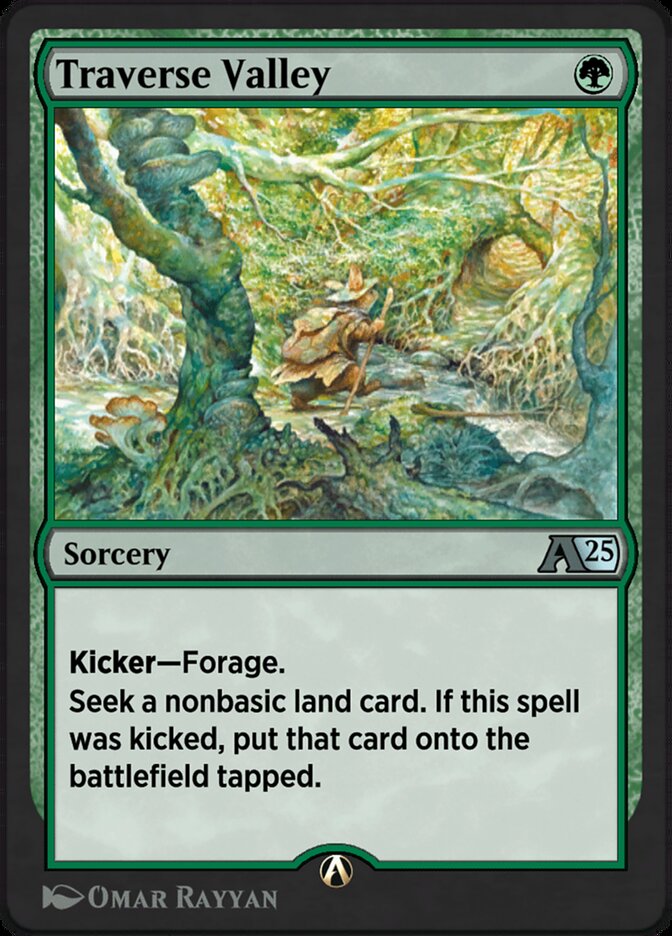 Traverse Valley
Sorcery
A25
Kicker—Forage.
Seek a nonbasic land card. If this spell
was kicked, put that card onto the
battlefield tapped.
Omar Rayyan